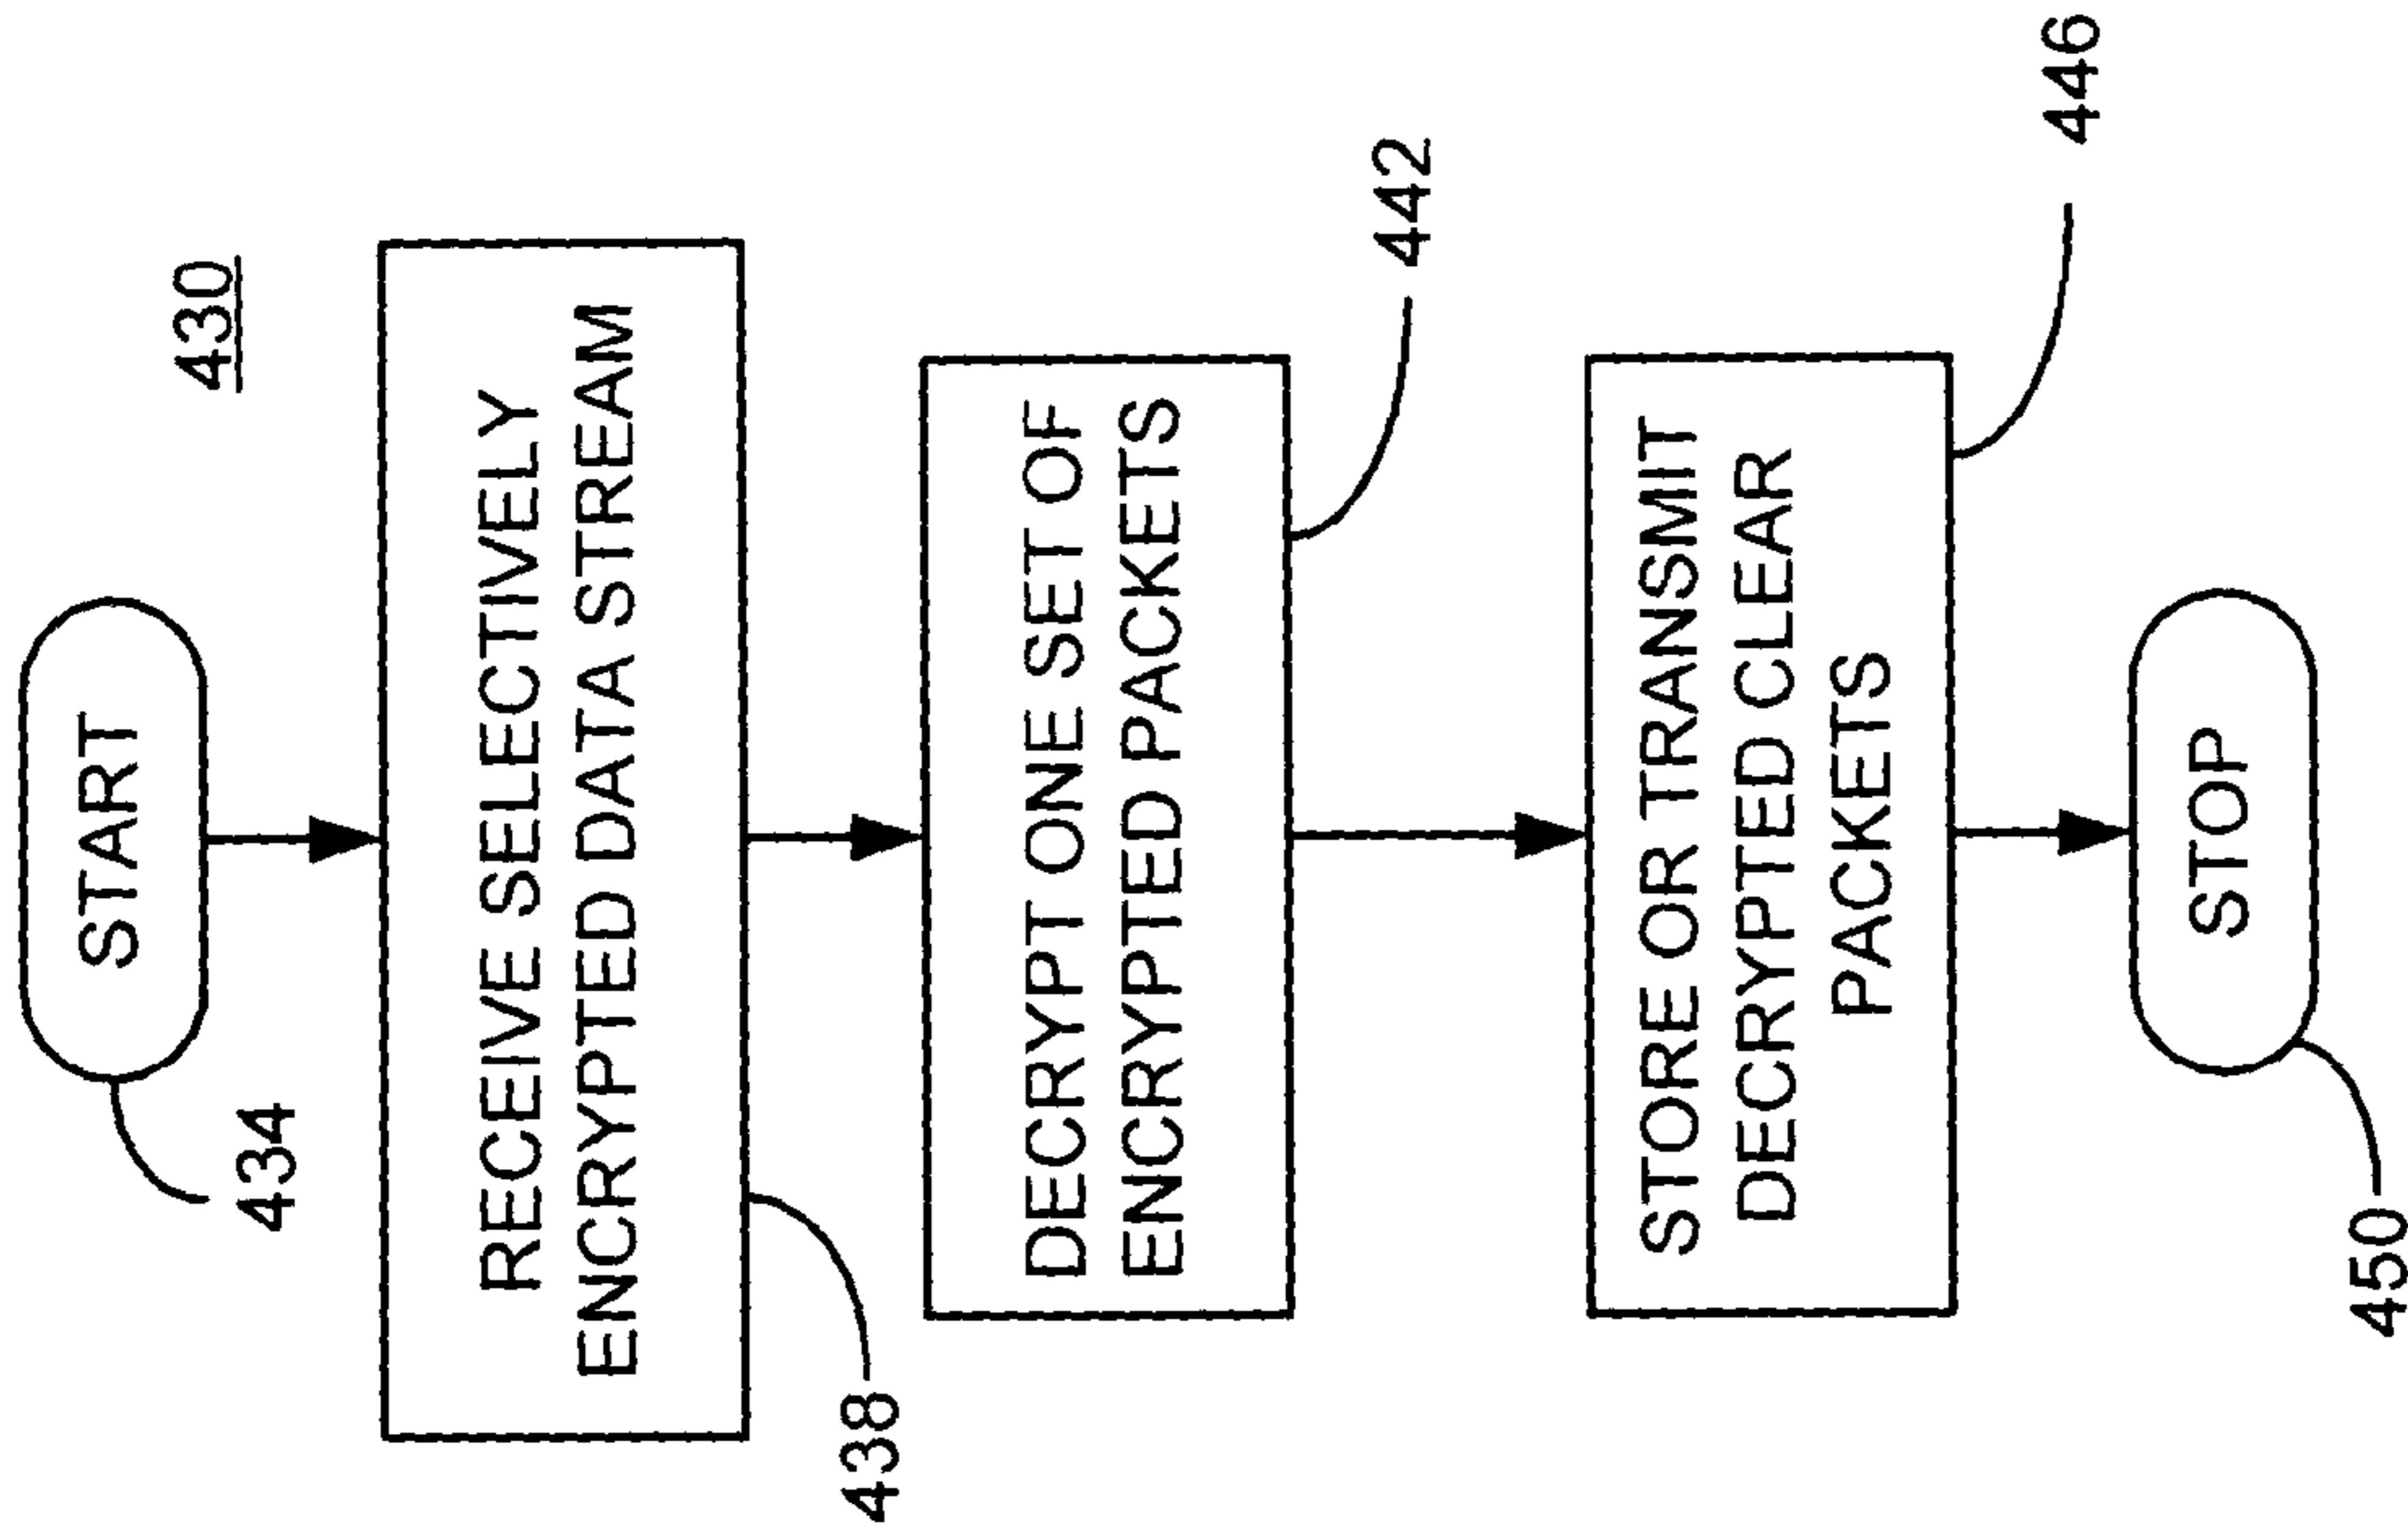 430
START
434
RECEIVE SELECTIVELY
ENCRYPTED DATA STREAM
438
DECRYPT ONE SET OF
ENCRYPTED PACKETS
442
STORE OR TRANSMIT
DECRYPTED CLEAR
PACKETS
446
STOP
450